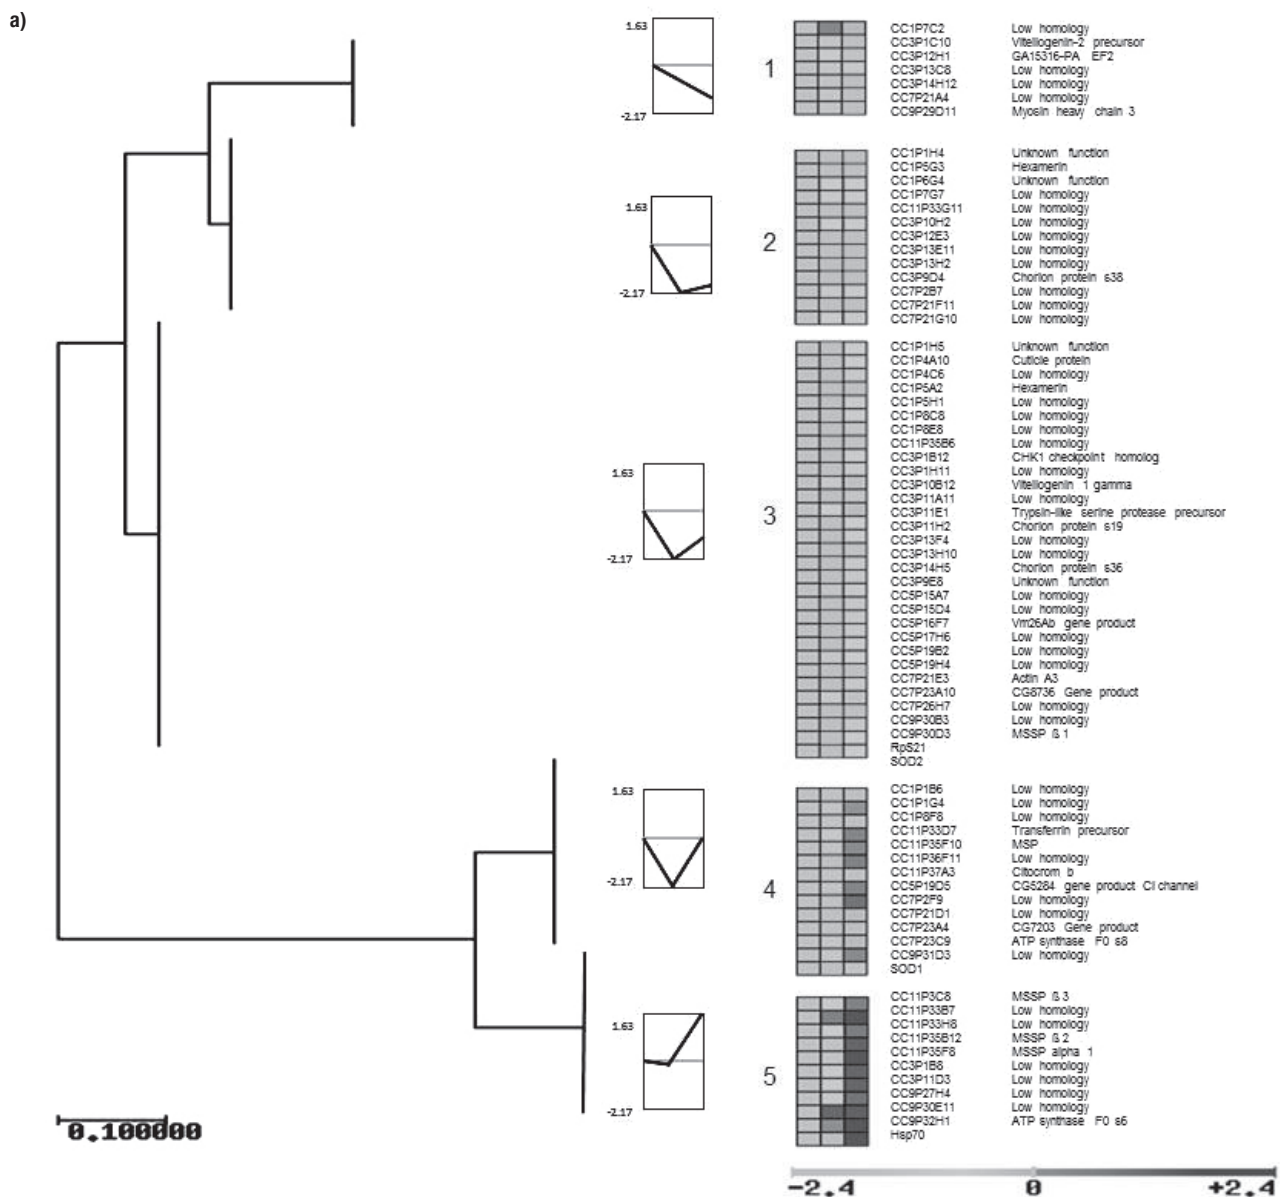 a)
1.63
-2.17
1
CC1P7C2 Low homology
CC3P1C10 Vitellogenin-2 precursor
CC3P12H1 GA15316-PA EF2
CC3P13C8 Low homology
CC3P14H12 Low homology
CC7P21A4 Low homology
CC9P29D11 Myosin heavy chain 3
1.63
-2.17
2
CC1P1H4 Unknown function
CC1P5G3 Hexamerin
CC1P6G4 Unknown function
CC1P7G7 Low homology
CC11P33G11 Low homology
CC3P10H2 Low homology
CC3P12E3 Low homology
CC3P13E11 Low homology
CC3P13H2 Low homology
CC3P9D4 Chorion protein s38
CC7P2B7 Low homology
CC7P21F11 Low homology
CC7P21G10 Low homology
1.63
-2.17
3
CC1P1H5 Unknown function
CC1P4A10 Cuticle protein
CC1P4C6 Low homology
CC1P5A2 Hexamerin
CC1P5H1 Low homology
CC1P8C8 Low homology
CC1P8E8 Low homology
CC11P35B6 Low homology
CC3P1B12 CHK1 checkpoint homolog
CC3P1H11 Low homology
CC3P10B12 Vitellogenin 1 gamma
CC3P11A11 Low homology
CC3P11E1 Trypsin-like serine protease precursor
CC3P11H2 Chorion protein s19
CC3P13F4 Low homology
CC3P13H10 Low homology
CC3P14H5 Chorion protein s36
CC3P9E8 Unknown function
CC5P15A7 Low homology
CC5P15D4 Low homology
CC5P16F7 Vm26Ab gene product
CC5P17H6 Low homology
CC5P19B2 Low homology
CC5P19H4 Low homology
CC7P21E3 Actin A3
CC7P23A10 CG8736 Gene product
CC7P26H7 Low homology
CC9P30B3 Low homology
CC9P30D3 MSSP ß 1
RpS21
SOD2
1.63
-2.17
4
CC1P1B6 Low homology
CC1P1G4 Low homology
CC1P8F8 Low homology
CC11P33D7 Transferrin precursor
CC11P35F10 MSP
CC11P36F11 Low homology
CC11P37A3 Citocrom b
CC5P19D5 CG5284 gene product Cl channel
CC7P2F9 Low homology
CC7P21D1 Low homology
CC7P23A4 CG7203 Gene product
CC7P23C9 ATP synthase F0 s8
CC9P31D3 Low homology
SOD1
1.63
-2.17
5
CC11P3C8 MSSP ß 3
CC11P33B7 Low homology
CC11P33H8 Low homology
CC11P35B12 MSSP ß 2
CC11P35F8 MSSP alpha 1
CC3P1B8 Low homology
CC3P11D3 Low homology
CC9P27H4 Low homology
CC9P30E11 Low homology
CC9P32H1 ATP synthase F0 s6
Hsp70
0.100000
-2.4 0 +2.4